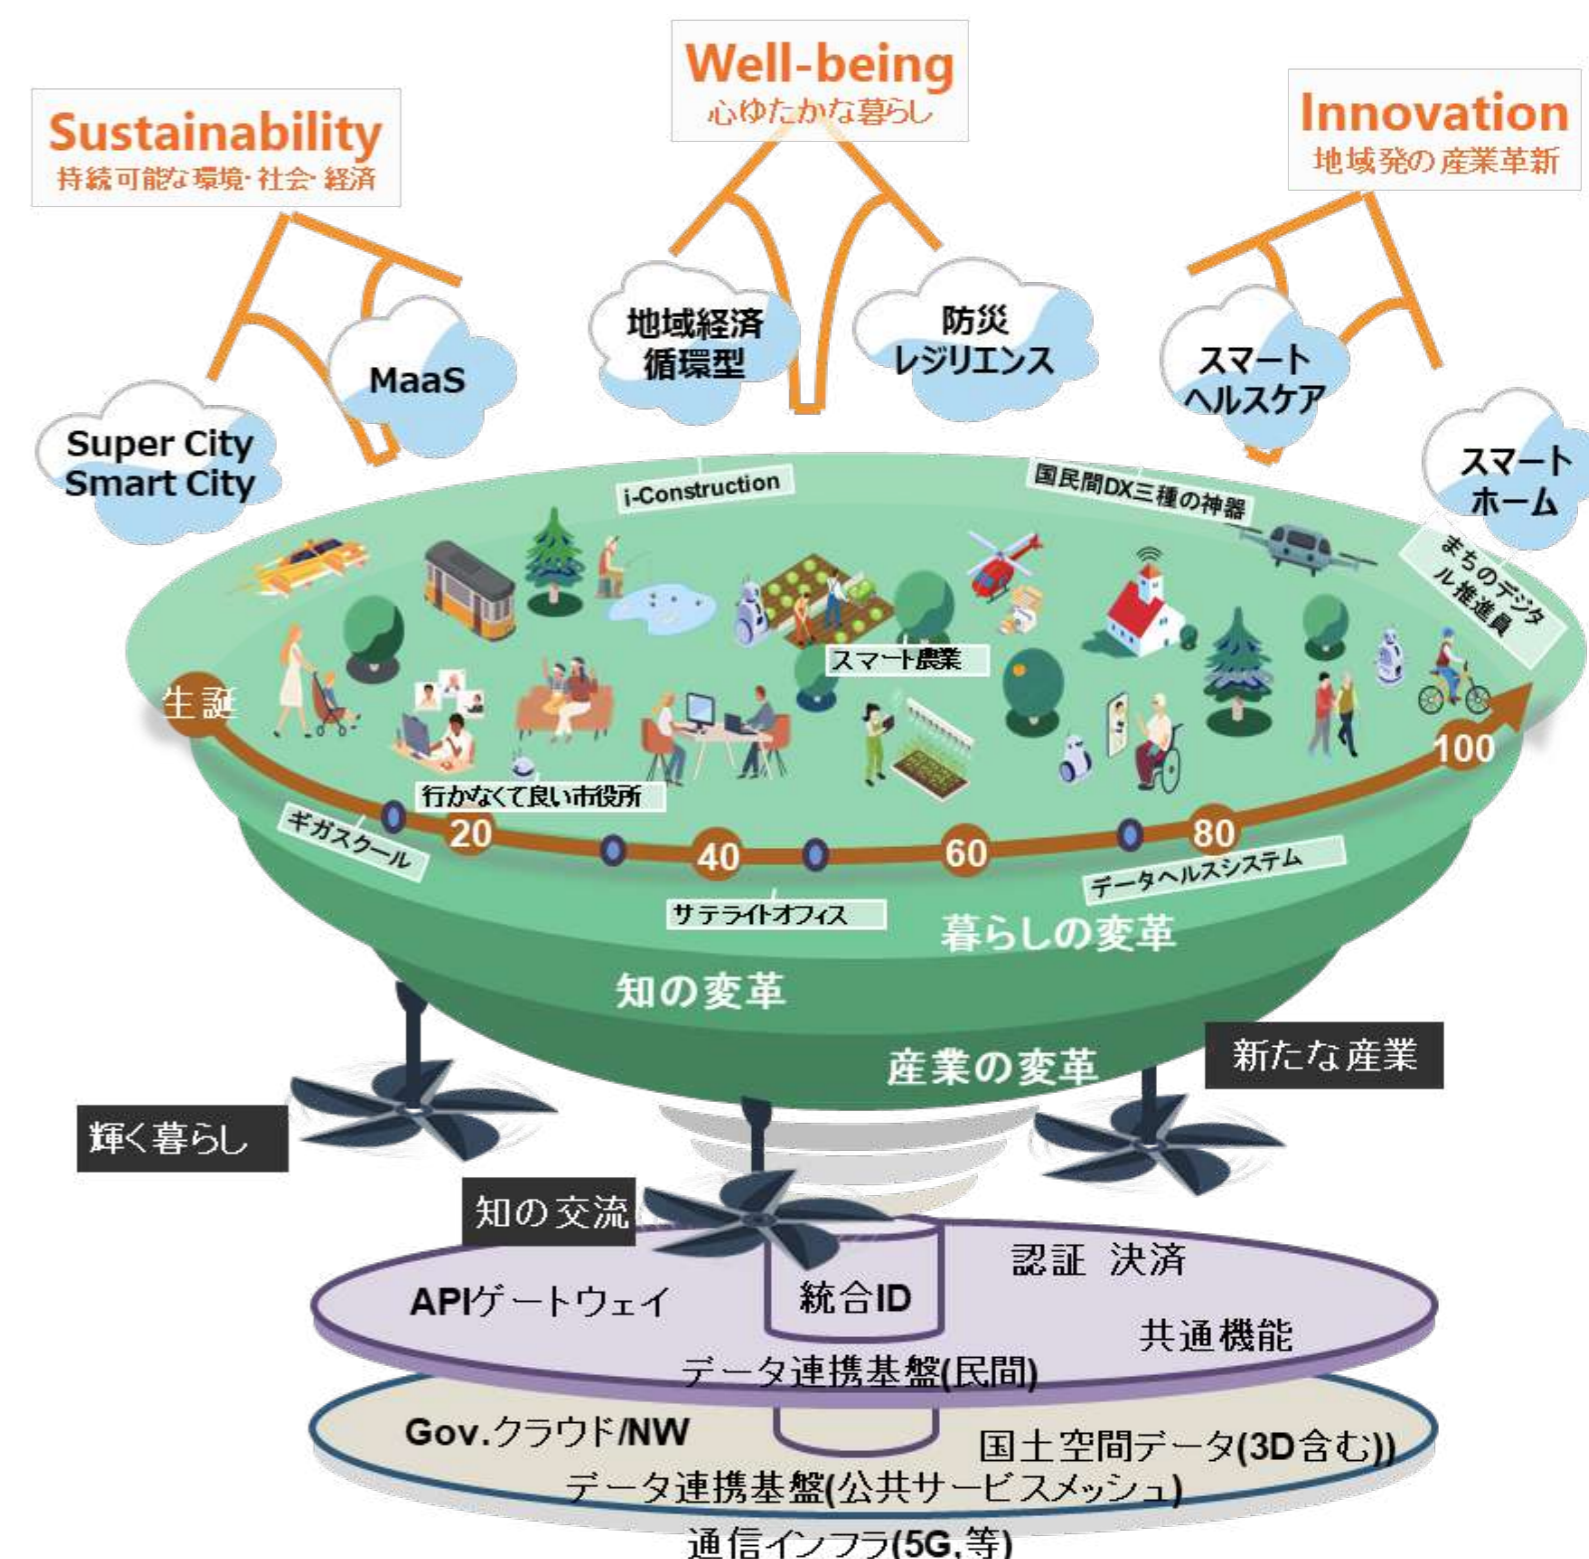 Well-being
心ゆたかな暮らし
Sustainability
持続可能な環境･社会･経済
Innovation
地域発の産業革新
Super City
Smart City
MaaS
地域経済
循環型
防災
レジリエンス
スマート
ヘルスケア
スマート
ホーム
i-Construction
国民間DX三種の神器
まちのデジタ
ル推進員
スマート農業
生誕
行かなくて良い市役所
ギガスクール
20
40
60
80
100
サテライトオフィス
データヘルスシステム
暮らしの変革
知の変革
産業の変革
新たな産業
輝く暮らし
知の交流
認証 決済
APIゲートウェイ
統合ID
共通機能
データ連携基盤(民間)
Gov.クラウド/NW
国土空間データ(3D含む))
データ連携基盤(公共サービスメッシュ)
通信インフラ(5G,等)